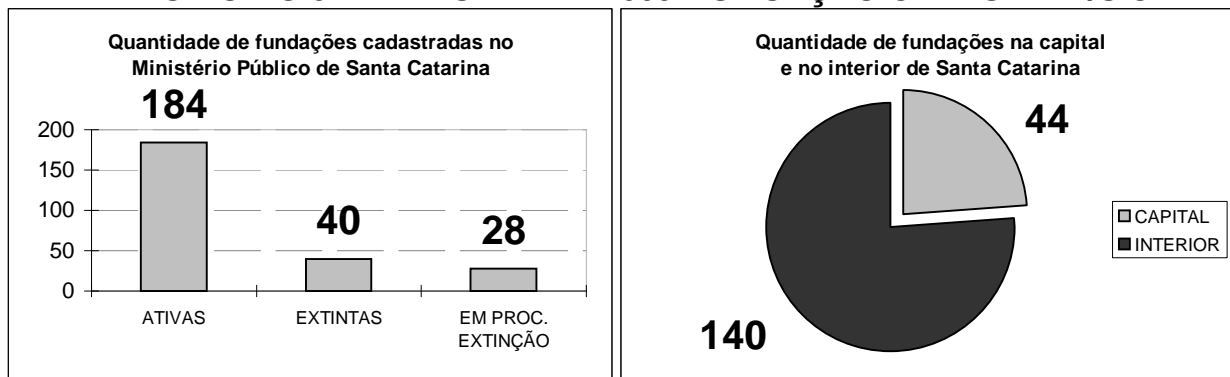 Quantidade de fundações cadastradas no
Ministério Público de Santa Catarina
184
200
150
100
50
0
40
28
ATIVAS
EXTINTAS
EM PROC.
EXTINÇÃO
Quantidade de fundações na capital
e no interior de Santa Catarina
44
140
CAPITAL
INTERIOR